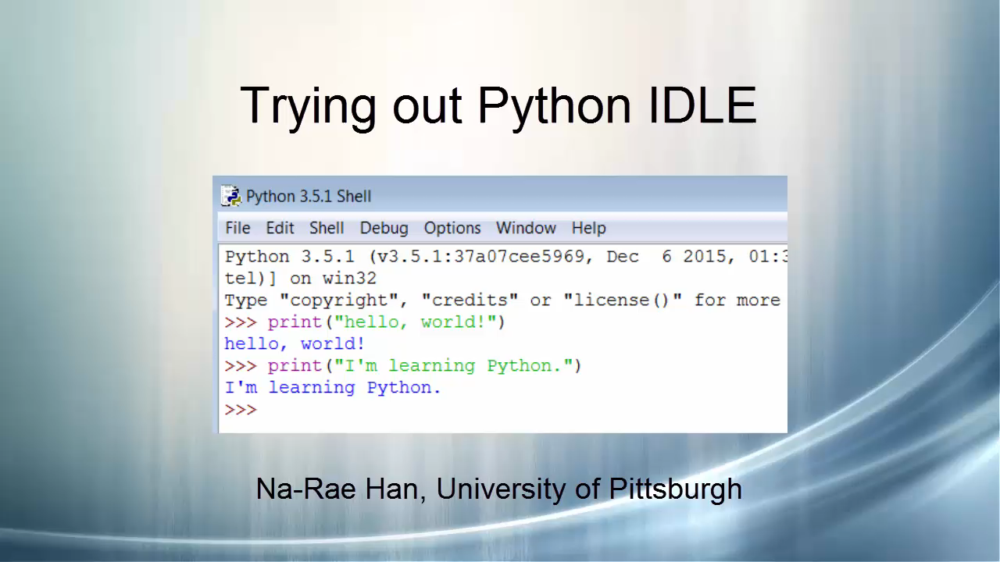 Trying out Python IDLE
Python 3.5.1 Shell
File Edit Shell Debug Options Window Help
Python 3.5.1 (v3.5.1:37a07cee5969, Dec  6 2015, 01:3
tel)] on win32
Type "copyright", "credits" or "license()" for more
>>> print("hello, world!")
hello, world!
>>> print("I'm learning Python.")
I'm learning Python.
>>>
Na-Rae Han, University of Pittsburgh